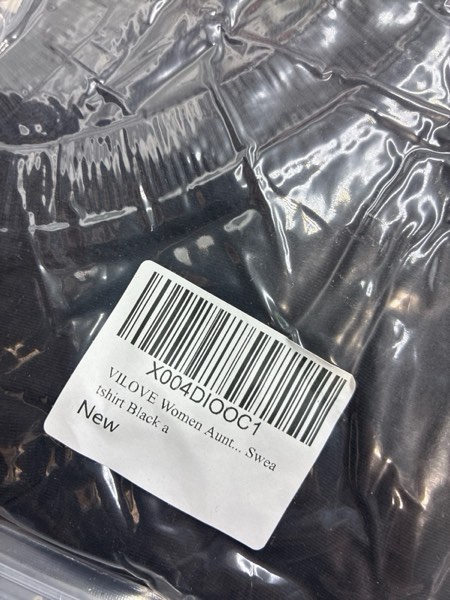 X004DIOOC1
VILOVE Women Aunt... Swea
tshirt Black a
New